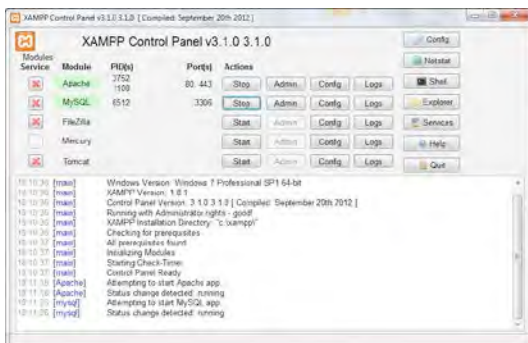 XAMPP Control Panel v3.1.0 3.1.0 [ Compiled: September 20th 2012 ]
XAMPP Control Panel v3.1.0 3.1.0
Config
Modules
Service Module PID(s) Port(s) Actions
Netstat
Apache 3752 80, 443 Stop Admin Config Logs
Shell
MySQL 6512 3306 Stop Admin Config Logs
Explorer
FileZilla Start Admin Config Logs
Services
Mercury Start Admin Config Logs
Help
Tomcat Start Admin Config Logs
Quit
[main] Windows Version: Windows 7 Professional SP1 64-bit
[main] XAMPP Version: 1.8.1
[main] Control Panel Version: 3.1.0 3.1.0 [ Compiled: September 20th 2012 ]
[main] Running with Administrator rights - good!
[main] XAMPP Installation Directory: "c:\xampp\"
[main] Checking for prerequisites
[main] All prerequisites found
[main] Initializing Modules
[main] Starting Check-Timer
[main] Control Panel Ready
[Apache] Attempting to start Apache app
[Apache] Status change detected: running
[mysql] Attempting to start MySQL app
[mysql] Status change detected: running